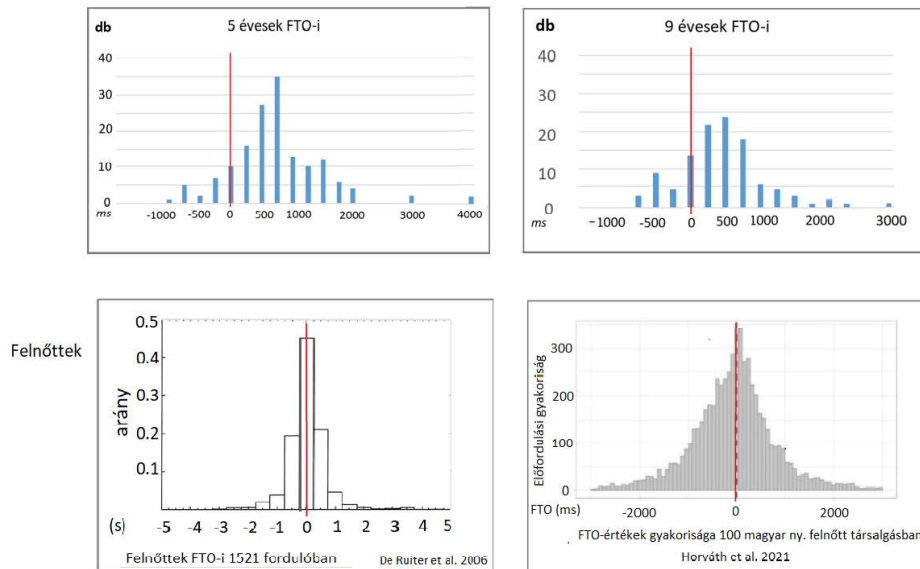 db
5 évesek FTO-i
40
30
20
10
0
ms
-1000 -500 0 500 1000 1500 2000 3000 4000
db
9 évesek FTO-i
40
30
20
10
0
ms
-1000 -500 0 500 1000 2000 3000
Felnőttek
0.5
0.4
0.3
0.2
0.1
arány
(s)
-5 -4 -3 -2 -1 0 1 2 3 4 5
Felnőttek FTO-i 1521 fordulóban
De Ruiter et al. 2006
Előfordulási gyakoriság
300
200
100
0
FTO (ms)
-2000 0 2000
FTO-értékek gyakorisága 100 magyar ny. felnőtt társalgásban
Horváth et al. 2021